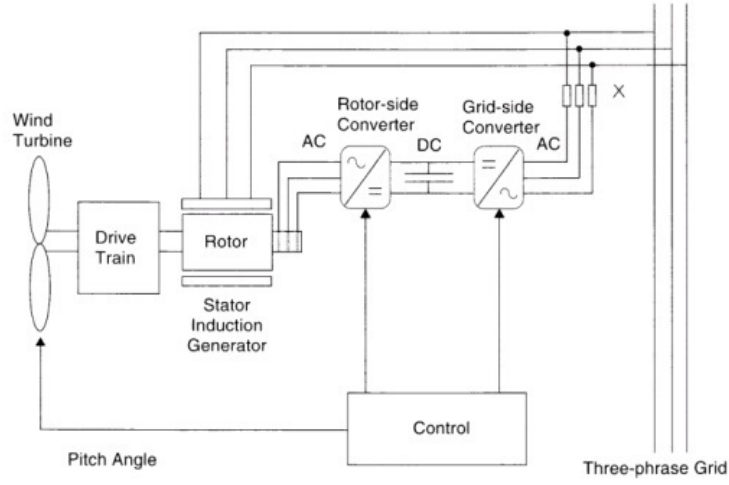 X
Rotor-side
Converter
Grid-side
Converter
Wind
Turbine
AC
DC
AC
Drive
Train
Rotor
Stator
Induction
Generator
Control
Pitch Angle
Three-phrase Grid